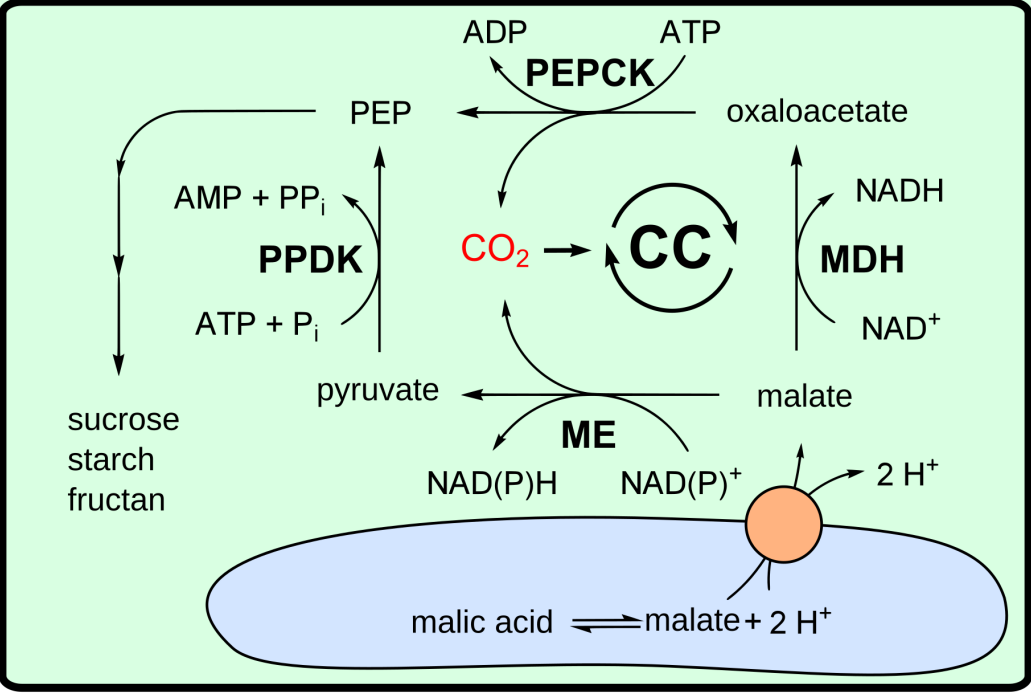 ADP
ATP
PEPCK
PEP
oxaloacetate
AMP + PPi
NADH
PPDK
CO2
CC
MDH
ATP + Pi
NAD+
pyruvate
malate
sucrose
starch
fructan
ME
NAD(P)H
NAD(P)+
2 H+
malic acid
malate + 2 H+